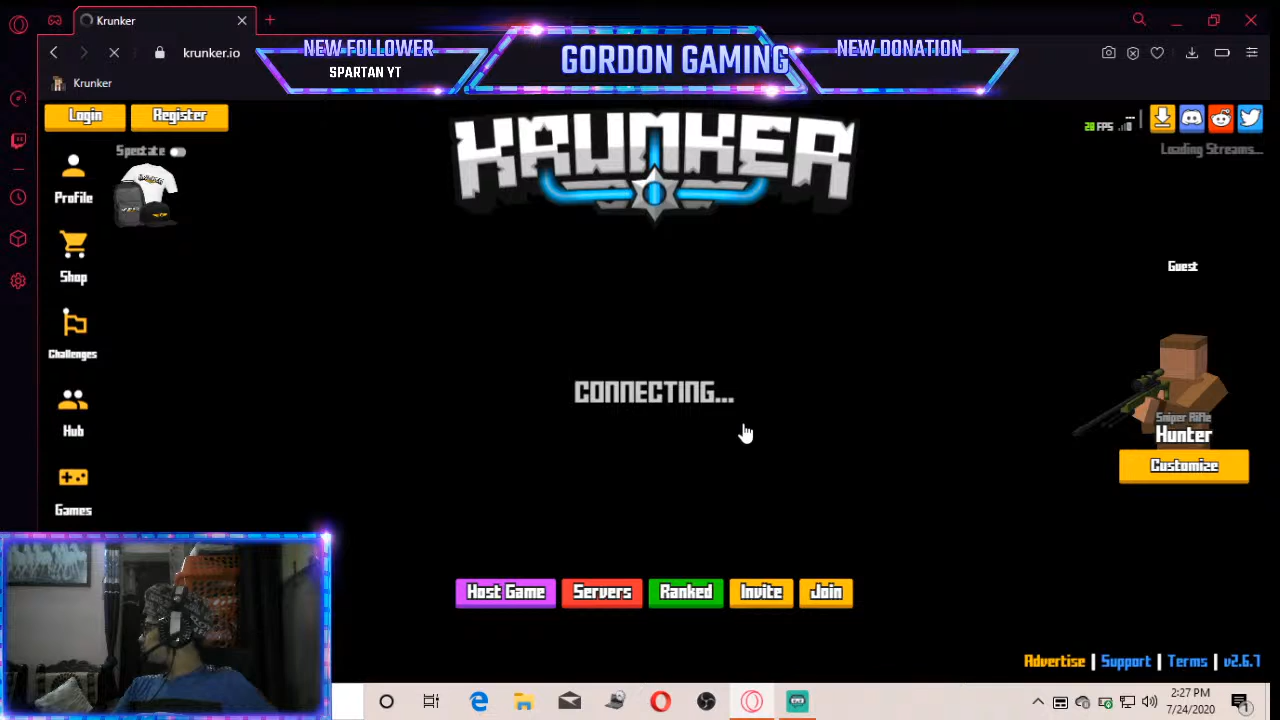 Krunker
krunker.io
NEW FOLLOWER
SPARTAN YT
GORDON GAMING
NEW DONATION
Krunker
Login
Register
Spectate
KRUNKER
20 FPS
--
Loading Streams...
Profile
Shop
Challenges
Hub
Games
Guest
CONNECTING...
Sniper Rifle
Hunter
Customize
Host Game
Servers
Ranked
Invite
Join
Advertise | Support | Terms | v2.6.7
2:27 PM
7/24/2020
1